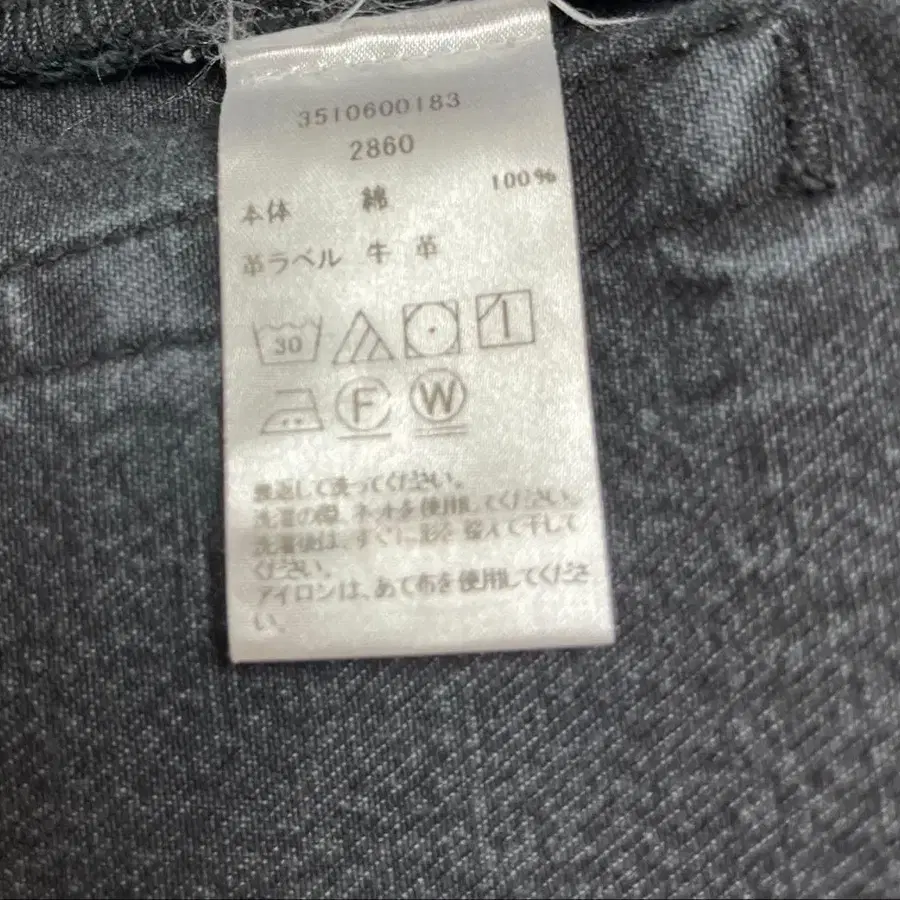 3510600183
2860
本体 綿 100%
革ラベル 牛 革
30
F W
裏返して洗ってください。
洗濯の際、ネットを使用してください。
洗濯後は、すぐに形を整えて干して
ください。
アイロンは、あて布を使用してくださ
い。